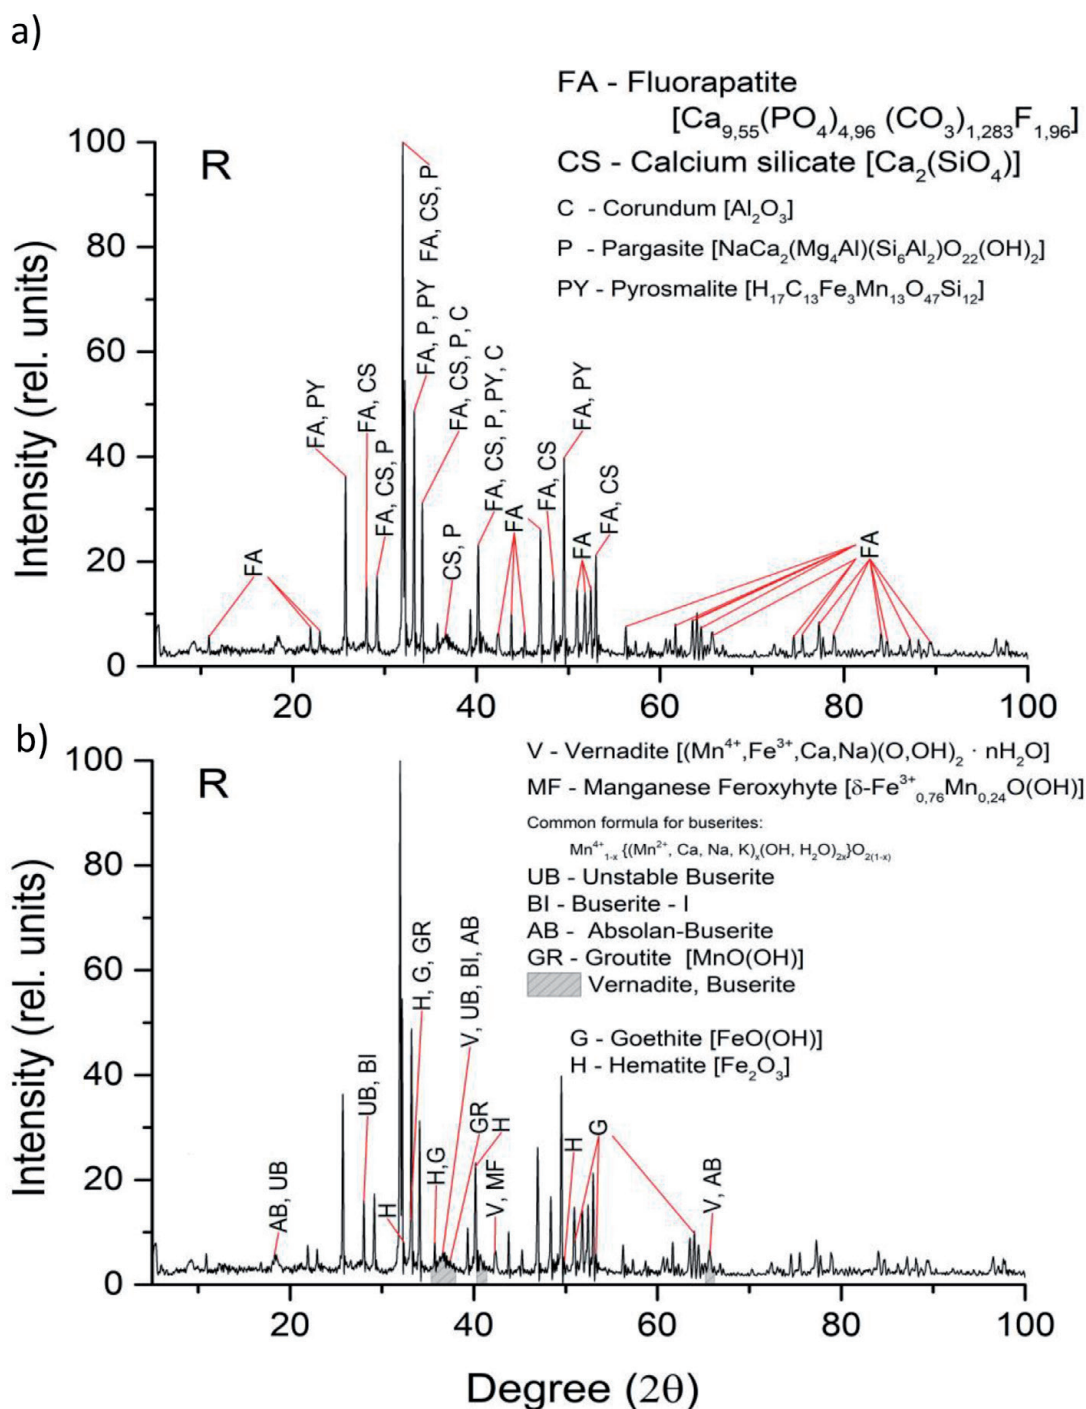 a)
FA - Fluorapatite
[Ca9,55(PO4)4,96 (CO3)1,283F1,96]
CS - Calcium silicate [Ca2(SiO4)]
C - Corundum [Al2O3]
P - Pargasite [NaCa2(Mg4Al)(Si6Al2)O22(OH)2]
PY - Pyrosmalite [H17C13Fe3Mn13O47Si12]
R
Intensity (rel. units)
100
80
60
40
20
0
FA
FA, PY
FA, CS
FA, CS, P
FA, CS, P
FA, P, PY
FA, CS, P, C
CS, P
FA, CS, P, PY, C
FA
FA, CS
FA, PY
FA
FA, CS
FA
20
40
60
80
100
b)
V - Vernadite [(Mn⁴⁺,Fe³⁺,Ca,Na)(O,OH)2 · nH2O]
MF - Manganese Feroxyhyte [δ-Fe³⁺0,76Mn0,24O(OH)]
Common formula for buserites:
Mn⁴⁺1-x {(Mn²⁺, Ca, Na, K)x(OH, H2O)2x}O2(1-x)
UB - Unstable Buserite
BI - Buserite - I
AB - Absolan-Buserite
GR - Groutite [MnO(OH)]
Vernadite, Buserite
G - Goethite [FeO(OH)]
H - Hematite [Fe2O3]
R
Intensity (rel. units)
100
80
60
40
20
0
AB, UB
UB, BI
H
H, G, GR
H,G
V, UB, BI, AB
GR
H
V, MF
H
G
V, AB
20
40
60
80
100
Degree (2θ)